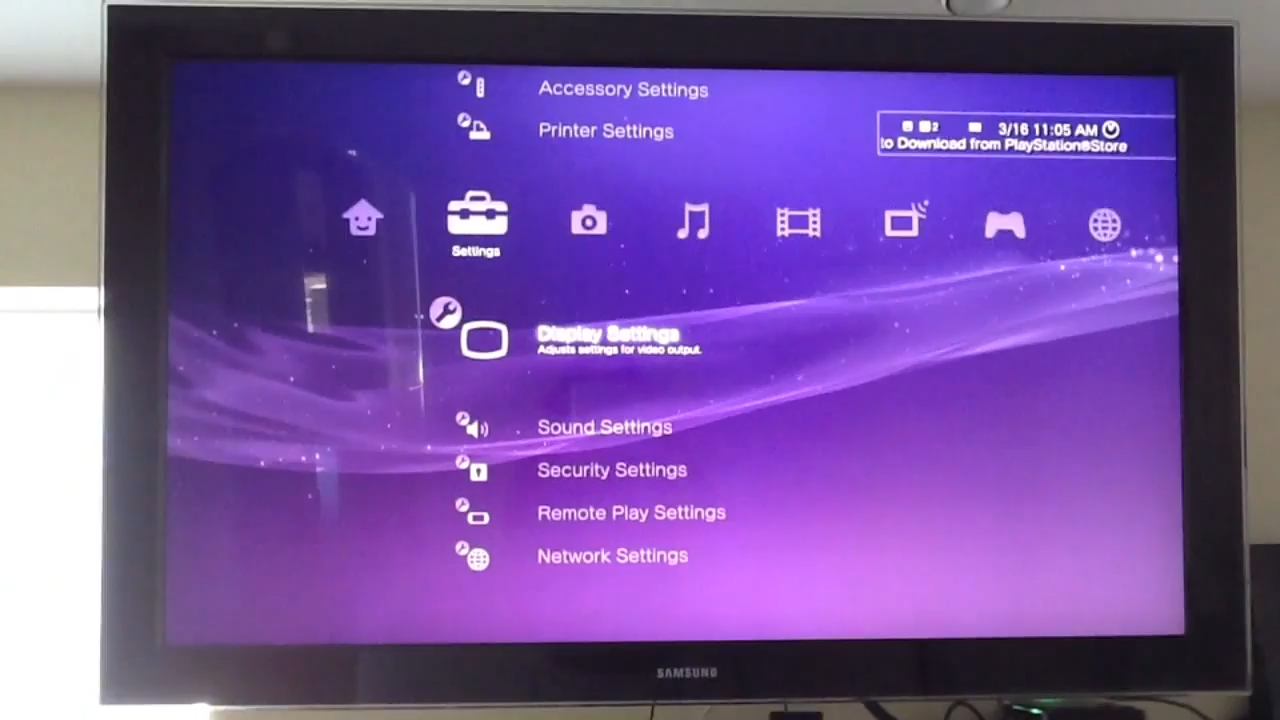 Accessory Settings
Printer Settings
2 3/16 11:05 AM
to Download from PlayStation®Store
Settings
Display Settings
Adjusts settings for video output.
Sound Settings
Security Settings
Remote Play Settings
Network Settings
SAMSUNG